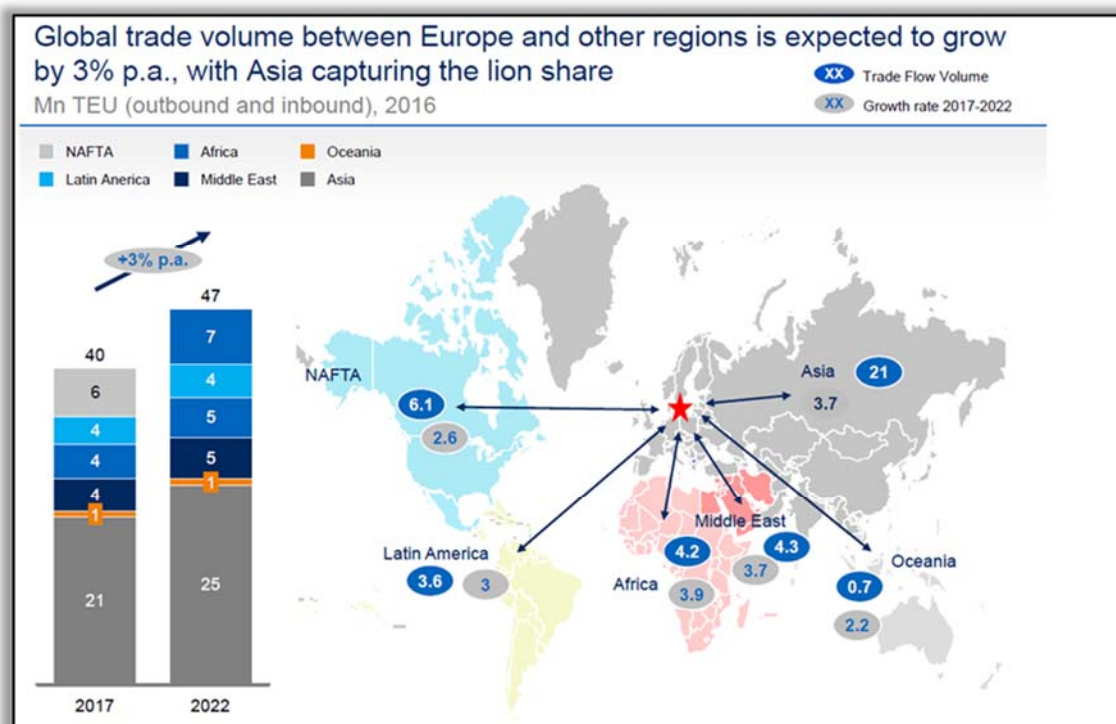 Global trade volume between Europe and other regions is expected to grow
by 3% p.a., with Asia capturing the lion share
Mn TEU (outbound and inbound), 2016
XX Trade Flow Volume
XX Growth rate 2017-2022
NAFTA
Africa
Oceania
Latin America
Middle East
Asia
+3% p.a.
40
6
4
4
4
1
21
2017
47
7
4
5
5
1
25
2022
NAFTA
6.1
2.6
Asia
21
3.7
Latin America
3.6
3
Africa
4.2
3.9
Middle East
4.3
3.7
Oceania
0.7
2.2